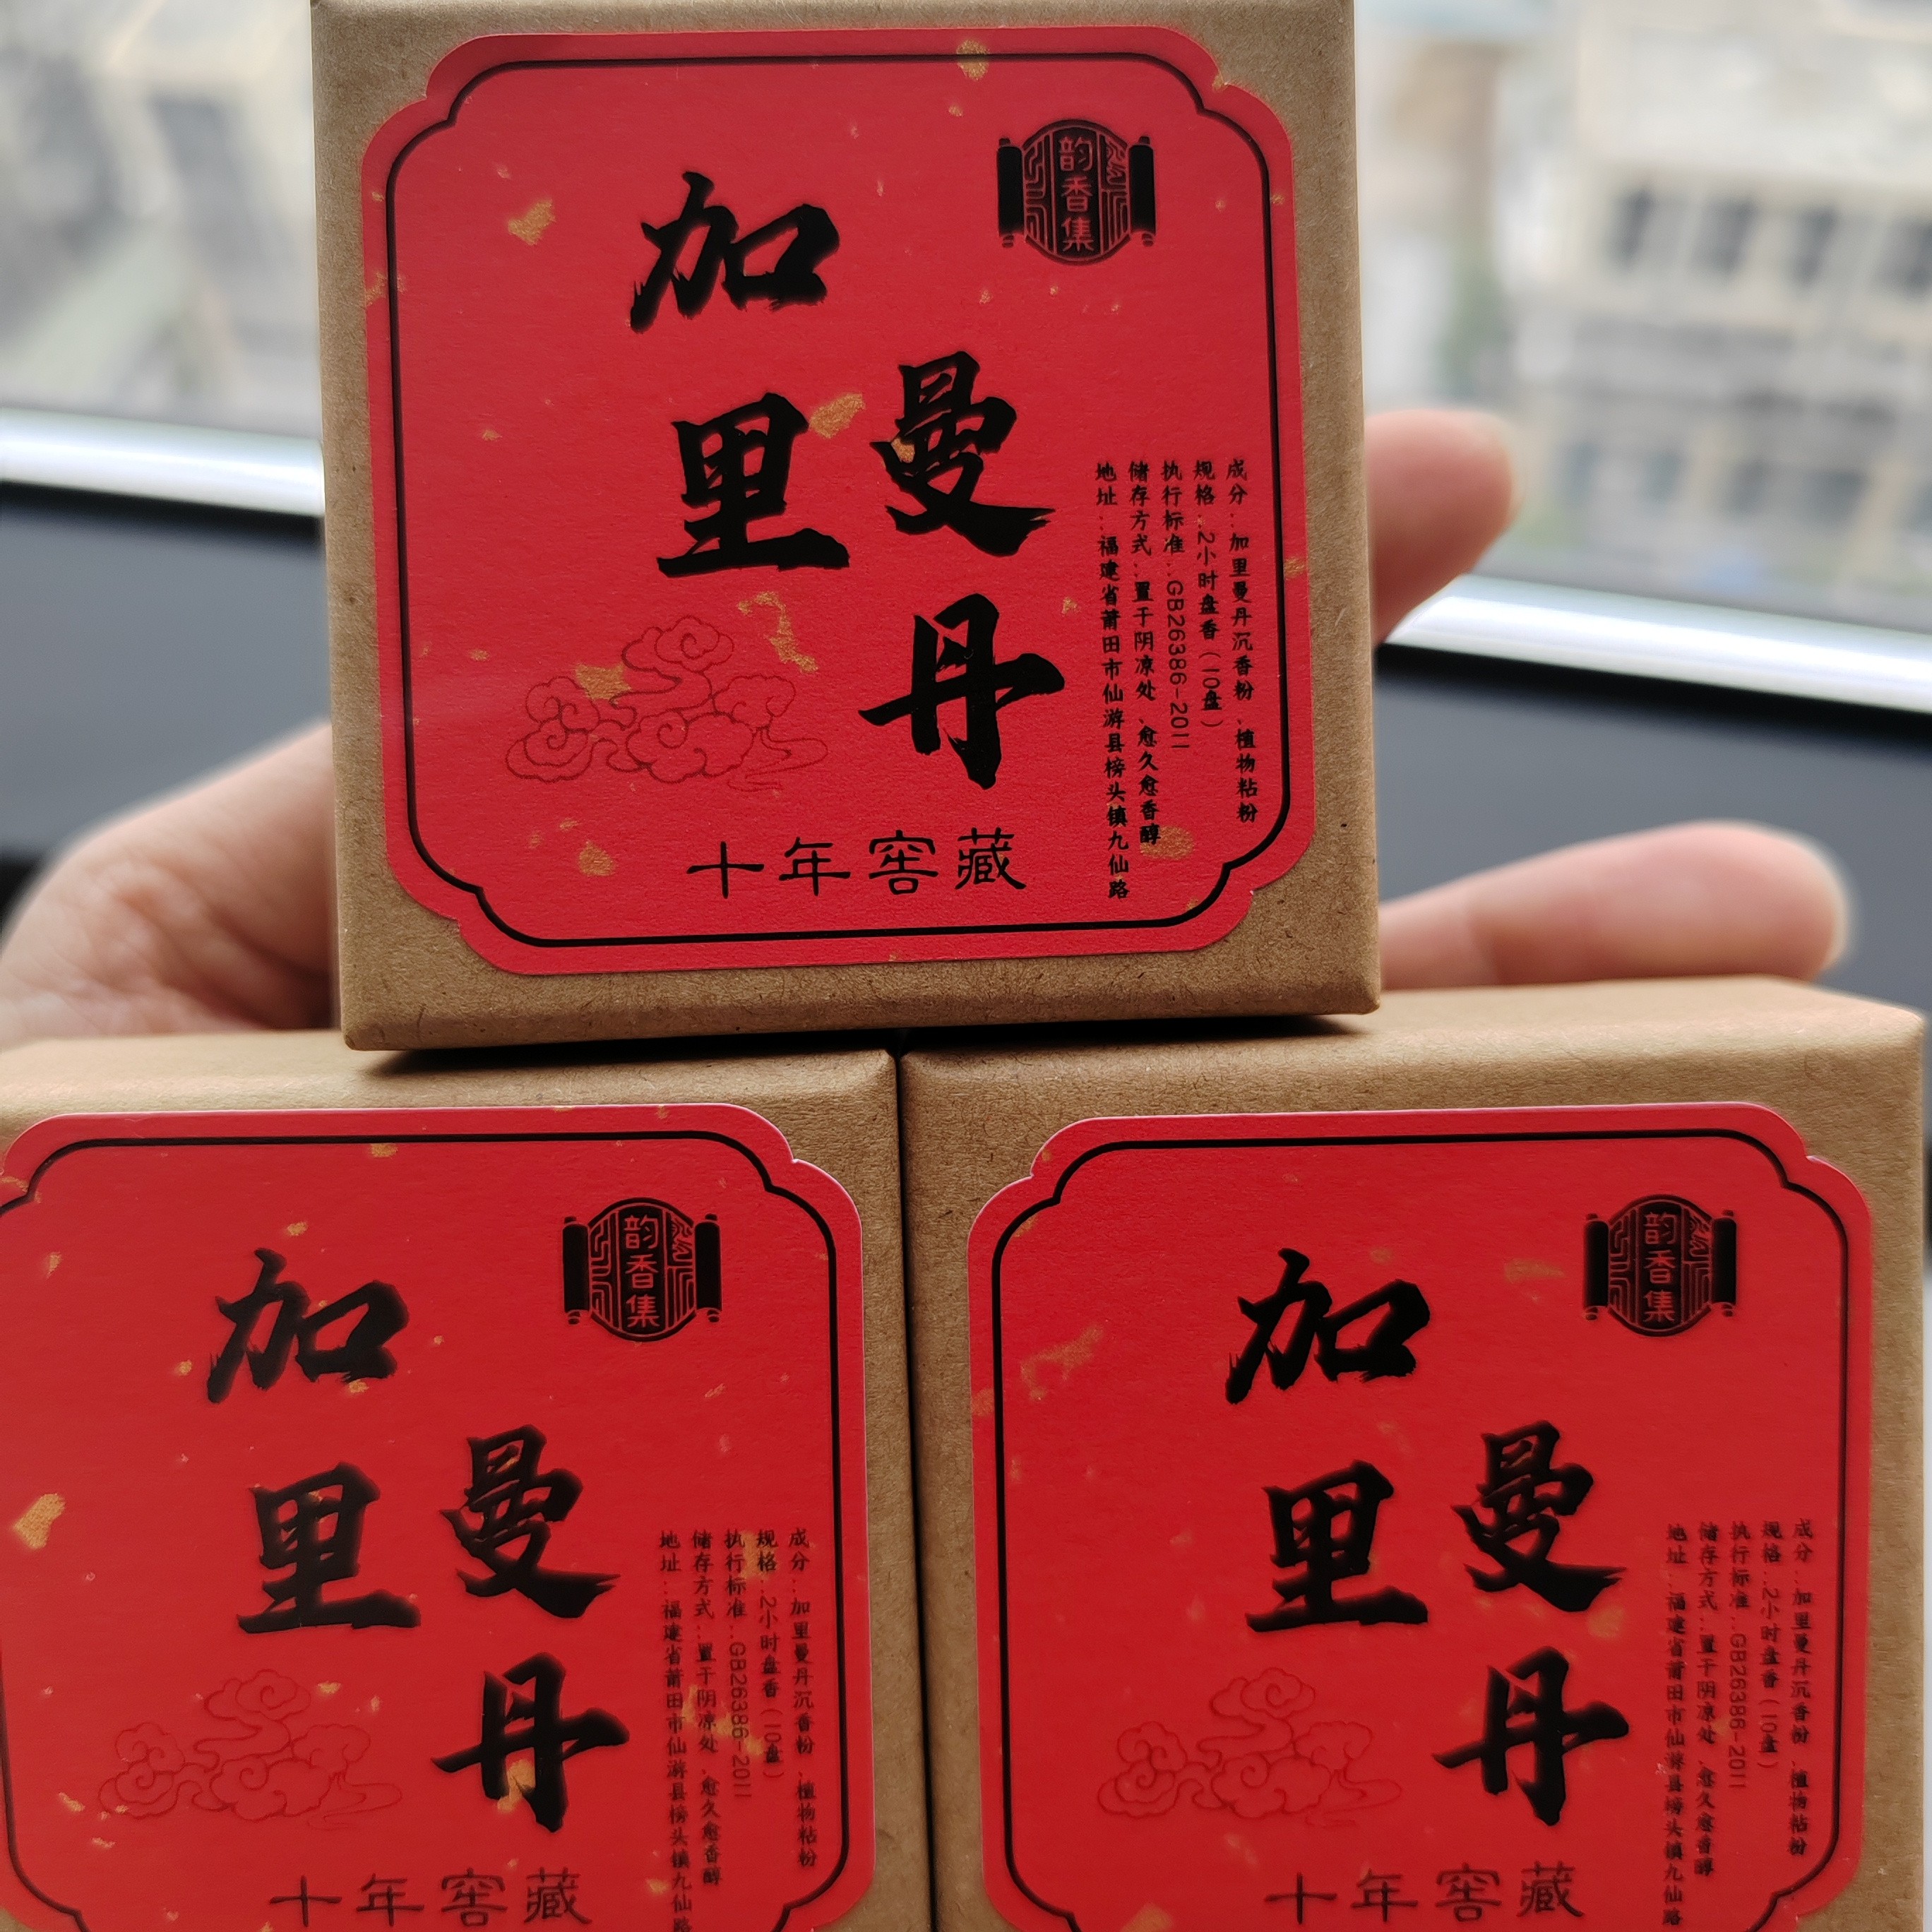 韵香集
加里
曼丹
成分：加里曼丹沉香粉、植物粘粉
规格：2小时盘香（10盘）
执行标准：GB26386-2011
储存方式：置于阴凉处、愈久愈香醇
地址：福建省莆田市仙游县榜头镇九仙路
十年窖藏
韵香集
加里
曼丹
成分：加里曼丹沉香粉、植物粘粉
规格：2小时盘香（10盘）
执行标准：GB26386-2011
储存方式：置于阴凉处、愈久愈香醇
地址：福建省莆田市仙游县榜头镇九仙路
十年窖藏
韵香集
加里
曼丹
成分：加里曼丹沉香粉、植物粘粉
规格：2小时盘香（10盘）
执行标准：GB26386-2011
储存方式：置于阴凉处、愈久愈香醇
地址：福建省莆田市仙游县榜头镇九仙路
十年窖藏